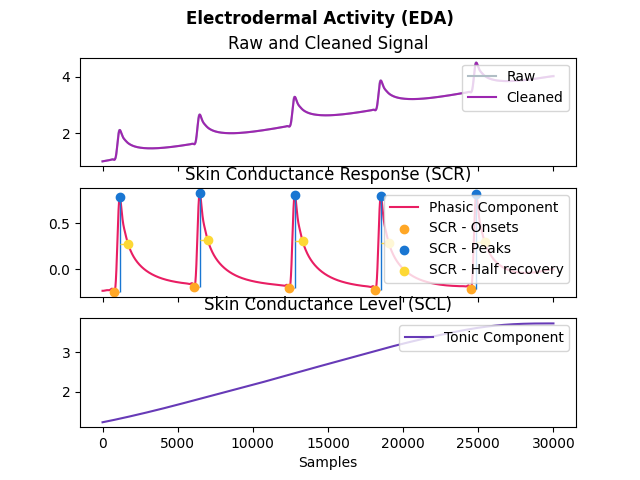 Electrodermal Activity (EDA)
Raw and Cleaned Signal
4
2
Raw
Cleaned
Skin Conductance Response (SCR)
0.5
0.0
Phasic Component
SCR - Onsets
SCR - Peaks
SCR - Half recovery
Skin Conductance Level (SCL)
3
2
Tonic Component
0 5000 10000 15000 20000 25000 30000
Samples